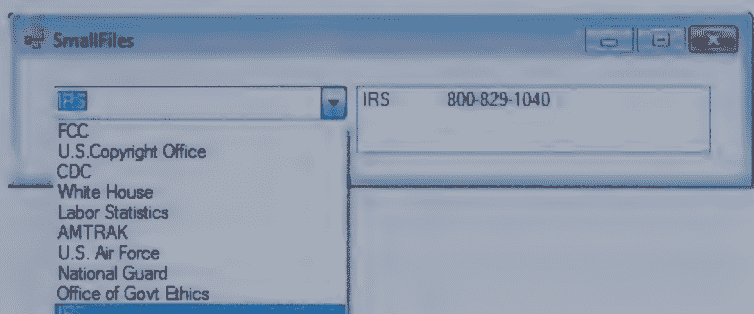 SmallFiles
IRS
IRS 800-829-1040
FCC
U.S.Copyright Office
CDC
White House
Labor Statistics
AMTRAK
U.S. Air Force
National Guard
Office of Govt Ethics